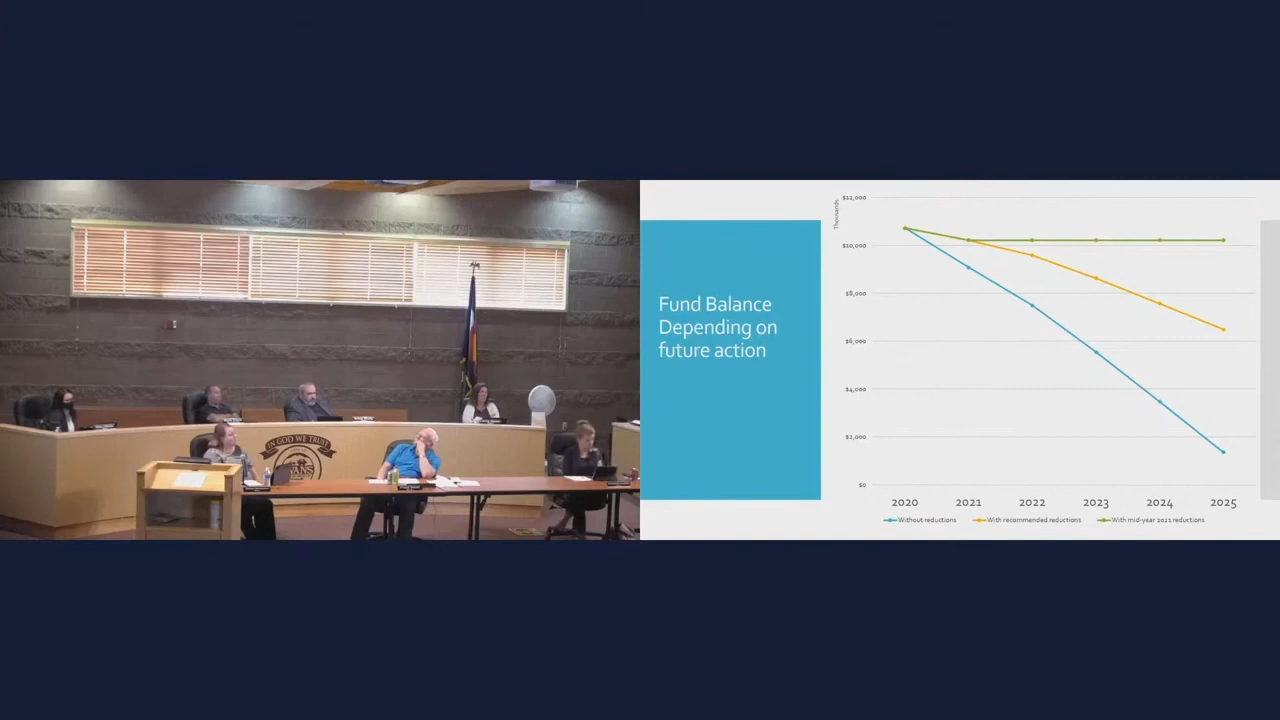 IN GOD WE TRUST
EVANS
Fund Balance
Depending on
future action
Thousands
$12,000
$10,000
$8,000
$6,000
$4,000
$2,000
$0
2020 2021 2022 2023 2024 2025
Without reductions With recommended reductions With mid-year 2021 reductions